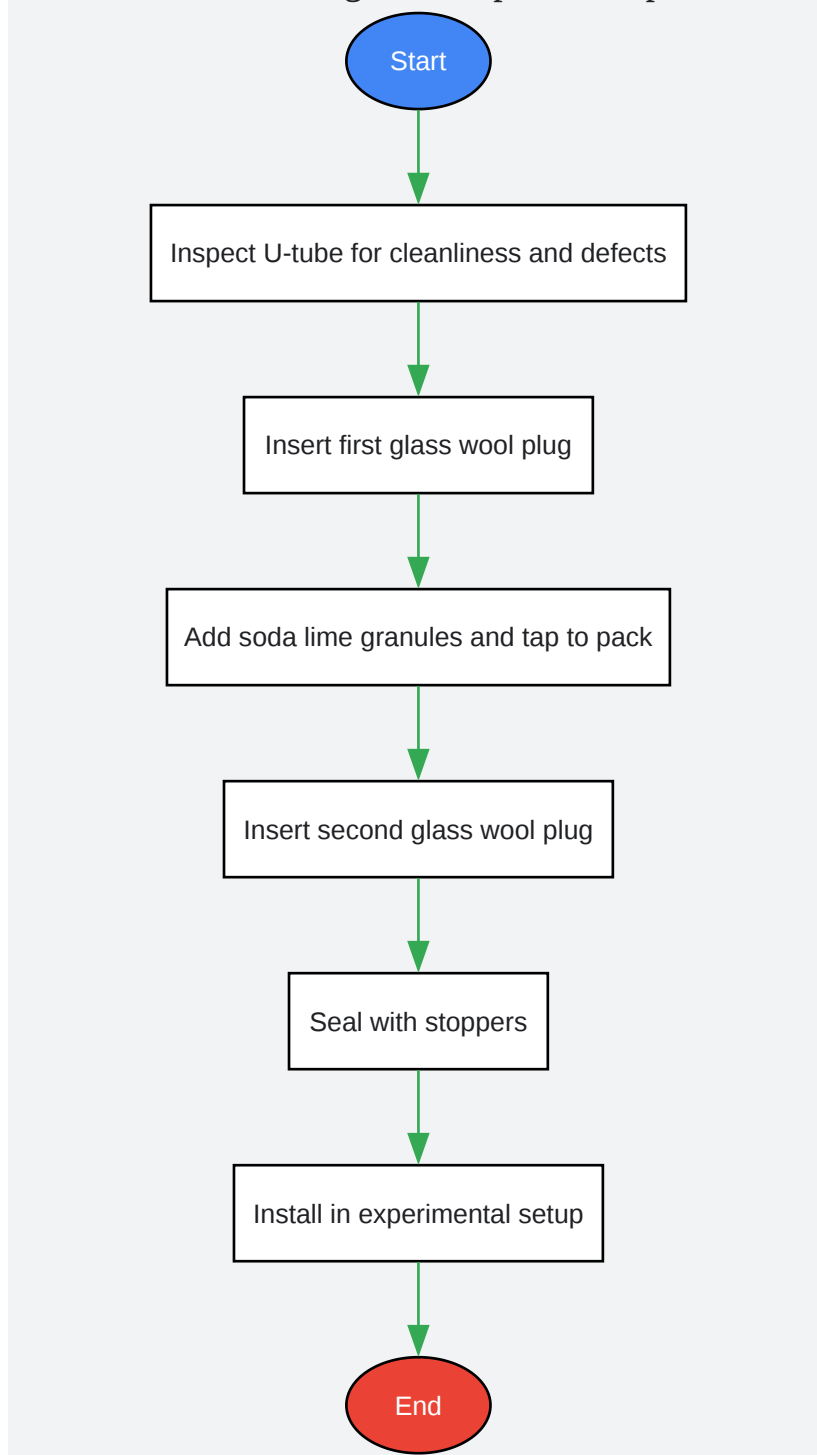 Start
Inspect U-tube for cleanliness and defects
Insert first glass wool plug
Add soda lime granules and tap to pack
Insert second glass wool plug
Seal with stoppers
Install in experimental setup
End